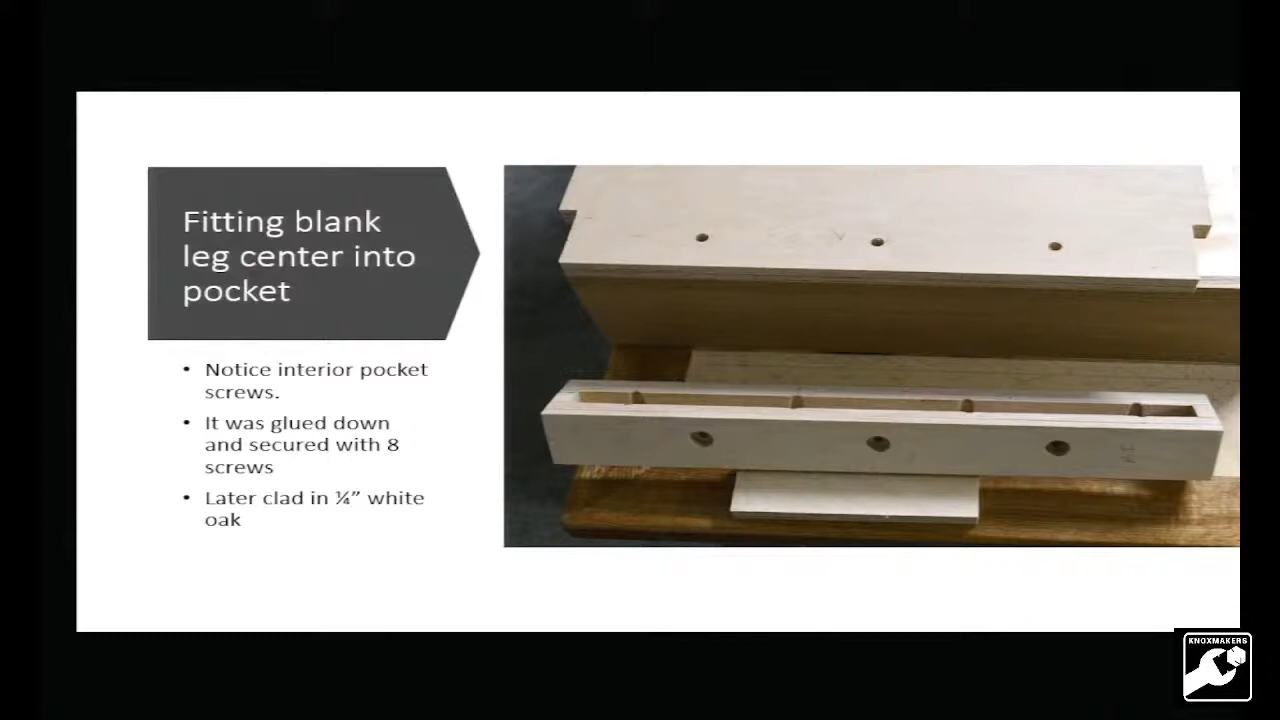 Fitting blank
leg center into
pocket
• Notice interior pocket
screws.
• It was glued down
and secured with 8
screws
• Later clad in ¼” white
oak
KNOXMAKERS